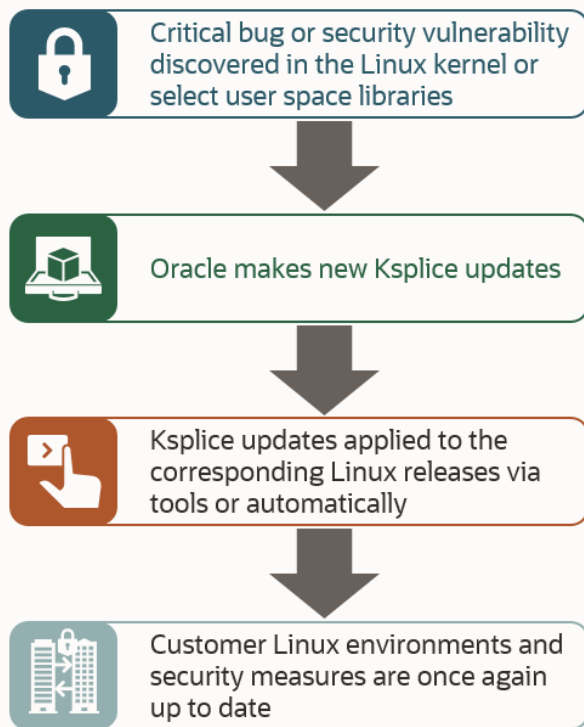 Critical bug or security vulnerability
discovered in the Linux kernel or
select user space libraries
Oracle makes new Ksplice updates
Ksplice updates applied to the
corresponding Linux releases via
tools or automatically
Customer Linux environments and
security measures are once again
up to date